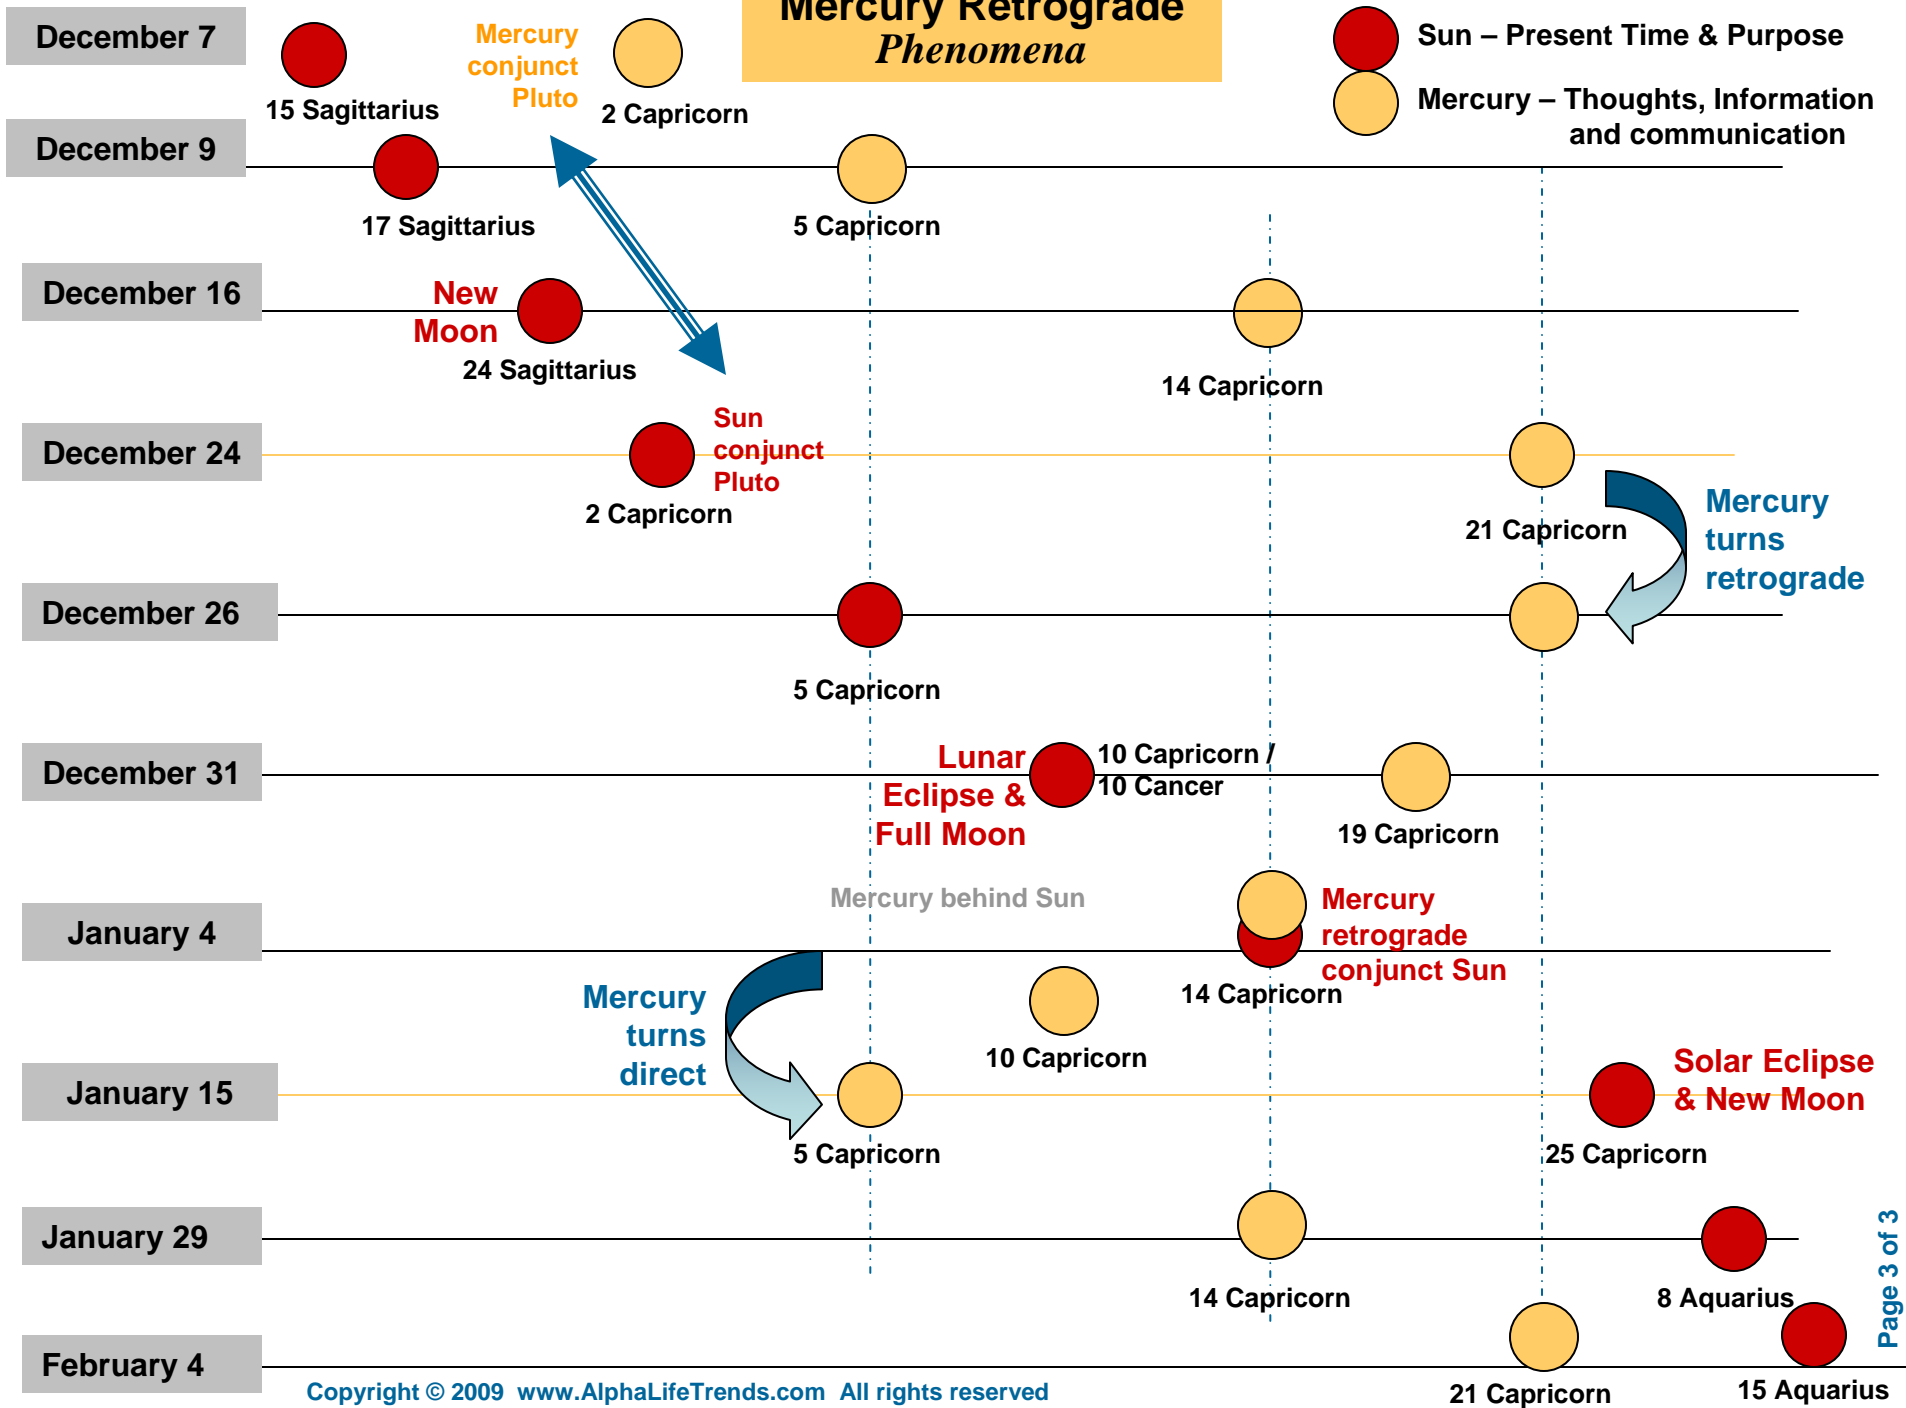 Mercury Retrograde
Phenomena
Sun – Present Time & Purpose
Mercury – Thoughts, Information
and communication
December 7
15 Sagittarius
Mercury
conjunct
Pluto
2 Capricorn
December 9
17 Sagittarius
5 Capricorn
December 16
New
Moon
24 Sagittarius
14 Capricorn
December 24
Sun
conjunct
Pluto
2 Capricorn
21 Capricorn
Mercury
turns
retrograde
December 26
5 Capricorn
December 31
Lunar
Eclipse &
Full Moon
10 Capricorn /
10 Cancer
19 Capricorn
January 4
Mercury behind Sun
Mercury
retrograde
conjunct Sun
14 Capricorn
Mercury
turns
direct
10 Capricorn
January 15
5 Capricorn
Solar Eclipse
& New Moon
25 Capricorn
January 29
14 Capricorn
8 Aquarius
February 4
21 Capricorn
15 Aquarius
Copyright © 2009 www.AlphaLifeTrends.com All rights reserved
Page 3 of 3